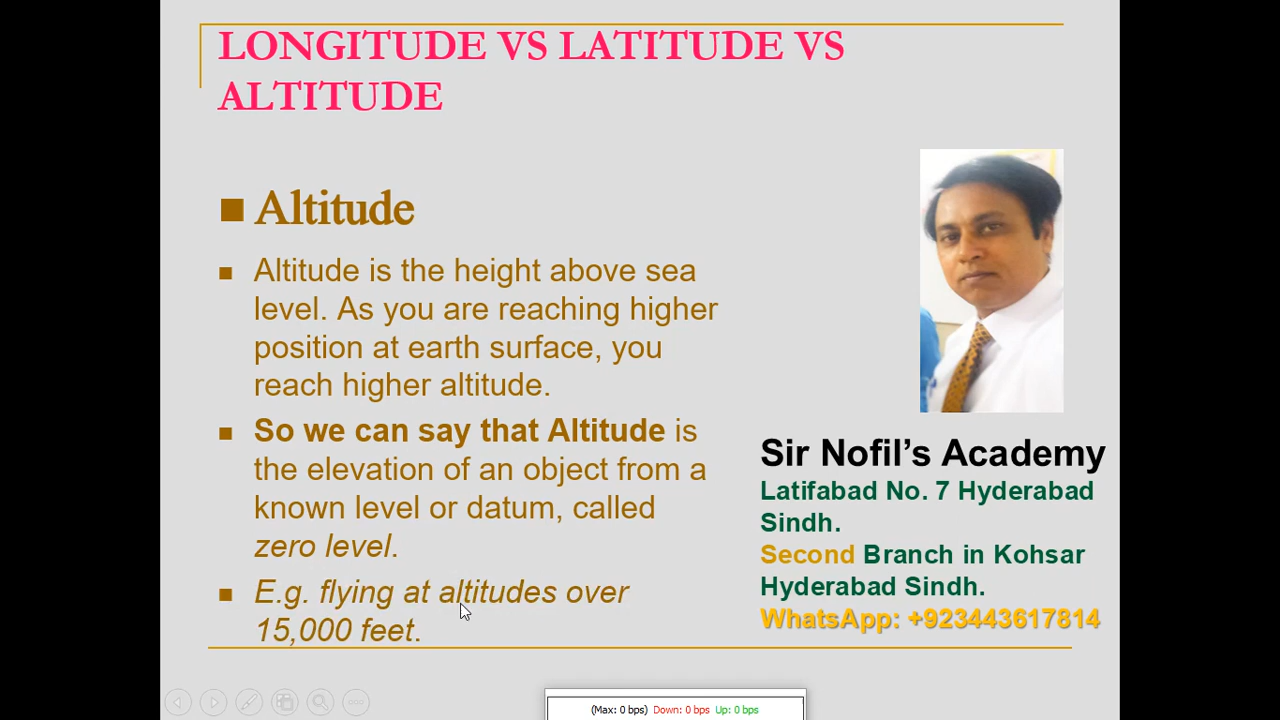 LONGITUDE VS LATITUDE VS
ALTITUDE
Altitude
Altitude is the height above sea
level. As you are reaching higher
position at earth surface, you
reach higher altitude.
So we can say that Altitude is
the elevation of an object from a
known level or datum, called
zero level.
E.g. flying at altitudes over
15,000 feet.
Sir Nofil’s Academy
Latifabad No. 7 Hyderabad
Sindh.
Second Branch in Kohsar
Hyderabad Sindh.
WhatsApp: +923443617814
(Max: 0 bps) Down: 0 bps Up: 0 bps